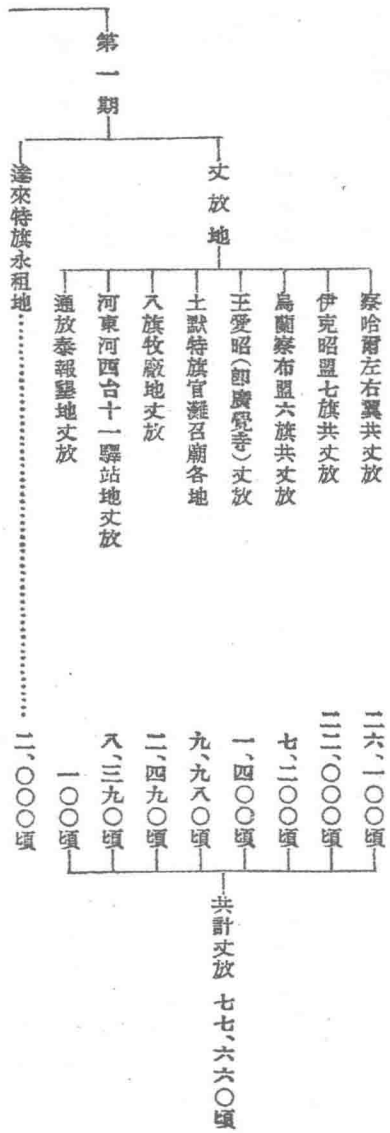 第一期
丈放地
察哈爾左右翼共丈放 二六、一〇〇頃
伊克昭盟七旗共丈放 二二、〇〇〇頃
烏蘭察布盟六旗共丈放 七、二〇〇頃
王愛昭（即廣覺寺）丈放 一、四〇〇頃
土默特旗官灘召廟各地 九、九八〇頃
八旗牧廠地丈放 二、四九〇頃
河東河西台十一驛站地丈放 八、三九〇頃
通放泰報墾地丈放 一〇〇頃
共計丈放 七七、六六〇頃
達來特旗永租地………………………… 二、〇〇〇頃